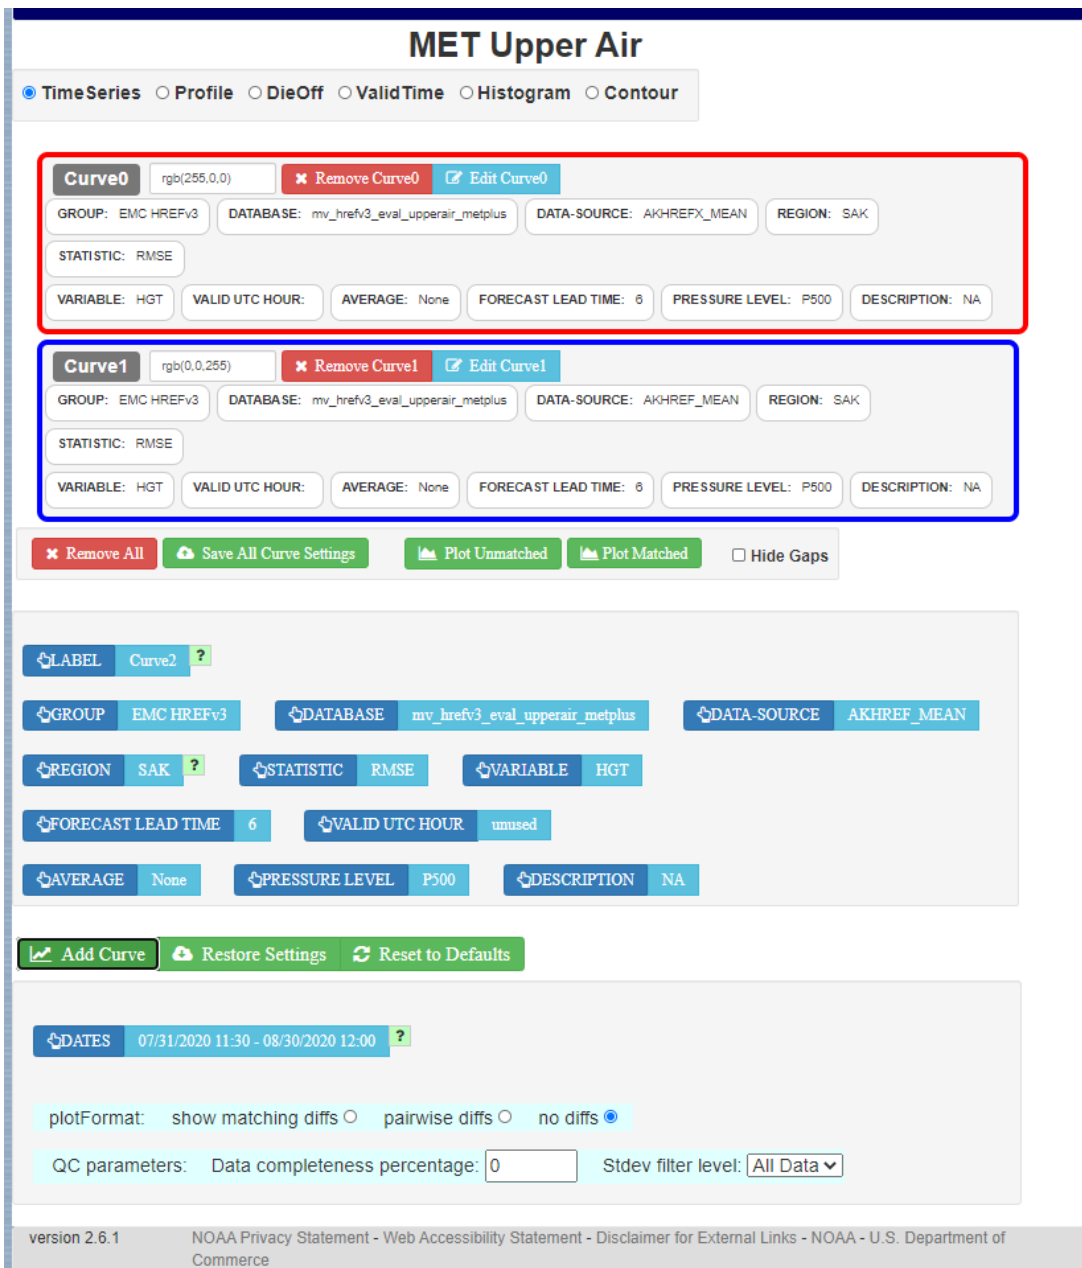 MET Upper Air
TimeSeries Profile DieOff ValidTime Histogram Contour
Curve0 rgb(255,0,0) Remove Curve0 Edit Curve0
GROUP: EMC HREFv3 DATABASE: mv_hrefv3_eval_upperair_metplus DATA-SOURCE: AKHREFX_MEAN REGION: SAK
STATISTIC: RMSE
VARIABLE: HGT VALID UTC HOUR: AVERAGE: None FORECAST LEAD TIME: 6 PRESSURE LEVEL: P500 DESCRIPTION: NA
Curve1 rgb(0,0,255) Remove Curve1 Edit Curve1
GROUP: EMC HREFv3 DATABASE: mv_hrefv3_eval_upperair_metplus DATA-SOURCE: AKHREF_MEAN REGION: SAK
STATISTIC: RMSE
VARIABLE: HGT VALID UTC HOUR: AVERAGE: None FORECAST LEAD TIME: 6 PRESSURE LEVEL: P500 DESCRIPTION: NA
Remove All Save All Curve Settings Plot Unmatched Plot Matched Hide Gaps
LABEL Curve2 ?
GROUP EMC HREFv3 DATABASE mv_hrefv3_eval_upperair_metplus DATA-SOURCE AKHREF_MEAN
REGION SAK ? STATISTIC RMSE VARIABLE HGT
FORECAST LEAD TIME 6 VALID UTC HOUR unused
AVERAGE None PRESSURE LEVEL P500 DESCRIPTION NA
Add Curve Restore Settings Reset to Defaults
DATES 07/31/2020 11:30 - 08/30/2020 12:00 ?
plotFormat: show matching diffs pairwise diffs no diffs
QC parameters: Data completeness percentage: 0 Stdev filter level: All Data
version 2.6.1 NOAA Privacy Statement - Web Accessibility Statement - Disclaimer for External Links - NOAA - U.S. Department of
Commerce